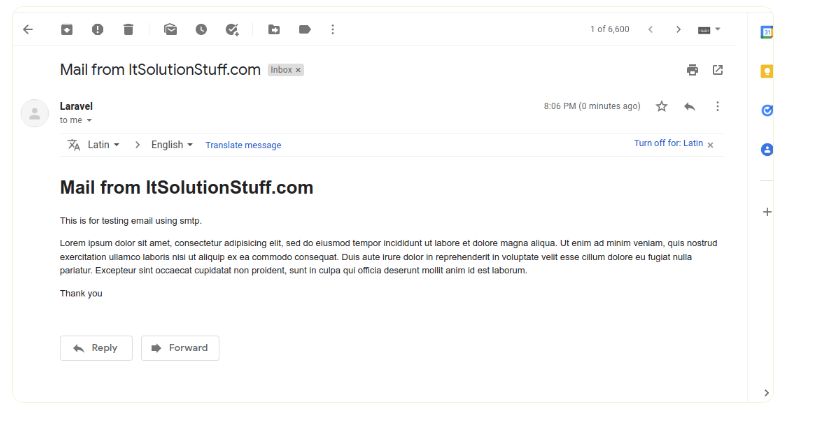 1 of 6,600
Mail from ItSolutionStuff.com Inbox ×
Laravel 8:06 PM (0 minutes ago)
to me
Latin > English Translate message Turn off for: Latin ×
Mail from ItSolutionStuff.com
This is for testing email using smtp.
Lorem ipsum dolor sit amet, consectetur adipisicing elit, sed do eiusmod tempor incididunt ut labore et dolore magna aliqua. Ut enim ad minim veniam, quis nostrud
exercitation ullamco laboris nisi ut aliquip ex ea commodo consequat. Duis aute irure dolor in reprehenderit in voluptate velit esse cillum dolore eu fugiat nulla
pariatur. Excepteur sint occaecat cupidatat non proident, sunt in culpa qui officia deserunt mollit anim id est laborum.
Thank you
Reply Forward
31